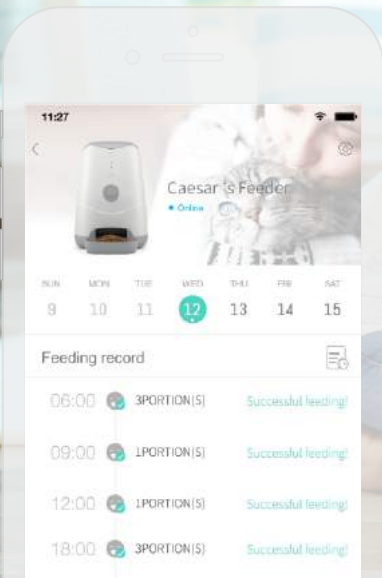 11:27
Caesar 's Feeder
• Online
SUN MON TUE WED THU FRI SAT
9 10 11 12 13 14 15
Feeding record
06:00 3PORTION(S) Successful feeding!
09:00 1PORTION(S) Successful feeding!
12:00 1PORTION(S) Successful feeding!
18:00 3PORTION(S) Successful feeding!